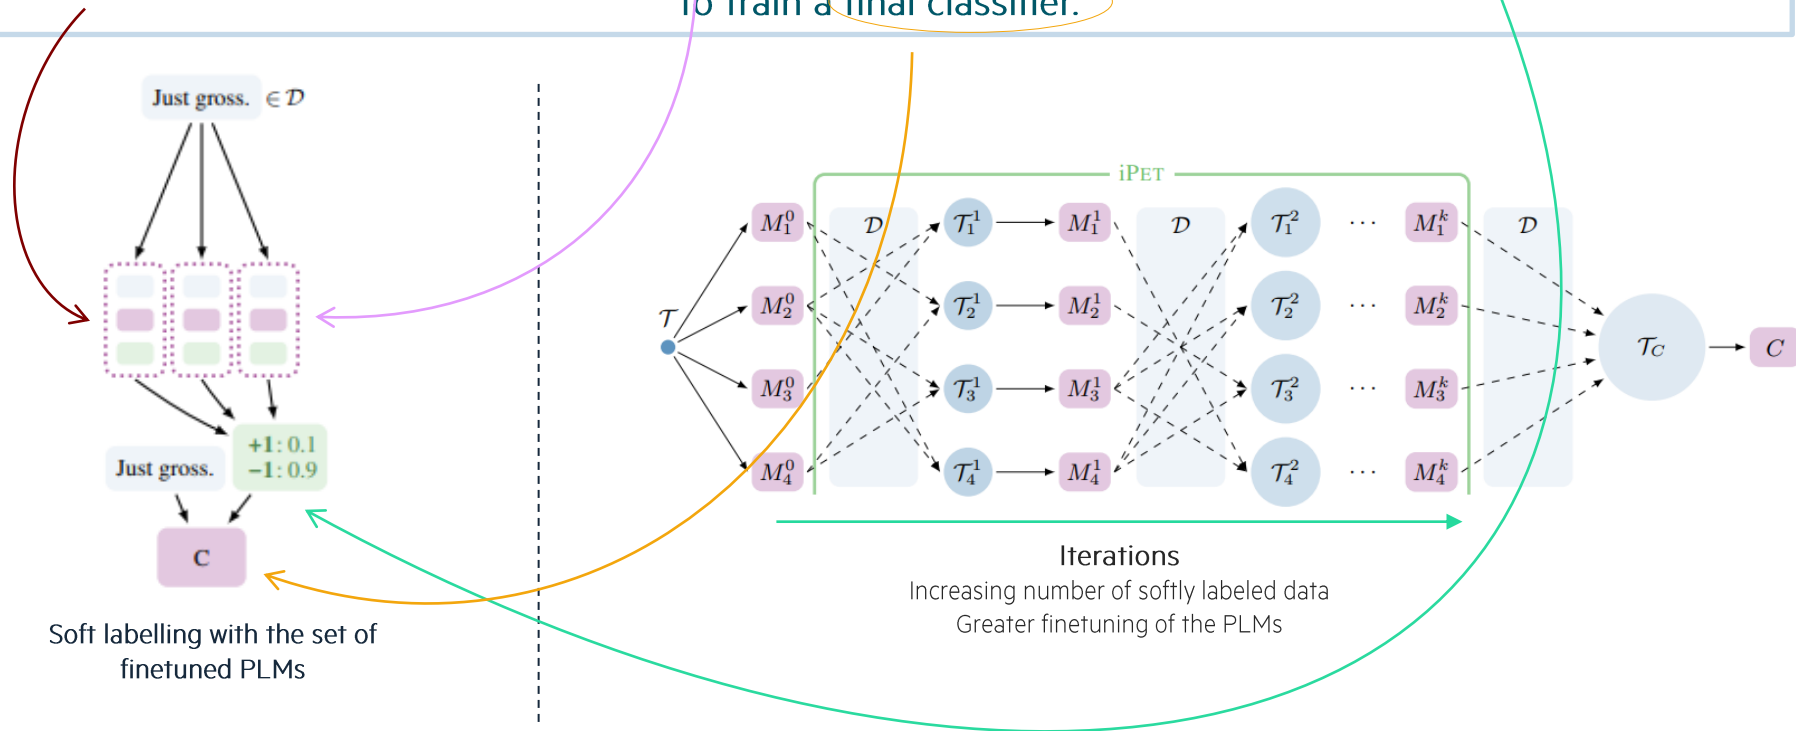 To Train a final classifier.
Just gross. ∈ D
+1: 0.1
−1: 0.9
Just gross.
C
Soft labelling with the set of
finetuned PLMs
iPET
T
M₁⁰ D T₁¹ M₁¹ D T₁² ··· M₁ᵏ D
M₂⁰ T₂¹ M₂¹ T₂² ··· M₂ᵏ
T_C C
M₃⁰ T₃¹ M₃¹ T₃² ··· M₃ᵏ
M₄⁰ T₄¹ M₄¹ T₄² ··· M₄ᵏ
Iterations
Increasing number of softly labeled data
Greater finetuning of the PLMs